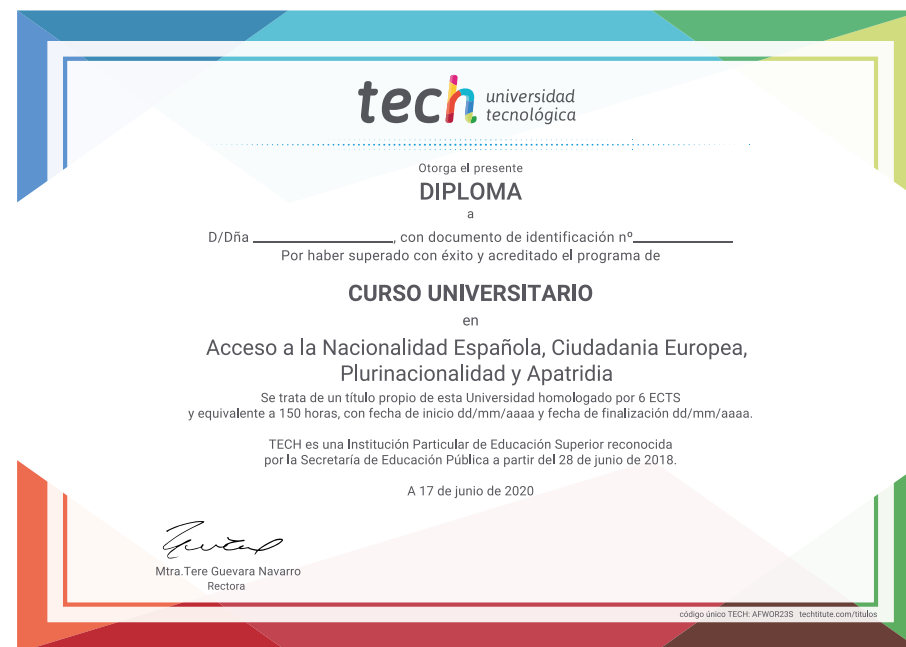 tech universidad
tecnológica
Otorga el presente
DIPLOMA
a
D/Dña ____________________, con documento de identificación nº______________
Por haber superado con éxito y acreditado el programa de
CURSO UNIVERSITARIO
en
Acceso a la Nacionalidad Española, Ciudadania Europea,
Plurinacionalidad y Apatridia
Se trata de un título propio de esta Universidad homologado por 6 ECTS
y equivalente a 150 horas, con fecha de inicio dd/mm/aaaa y fecha de finalización dd/mm/aaaa.
TECH es una Institución Particular de Educación Superior reconocida
por la Secretaría de Educación Pública a partir del 28 de junio de 2018.
A 17 de junio de 2020
Mtra.Tere Guevara Navarro
Rectora
código único TECH: AFWOR23S techtitute.com/titulos